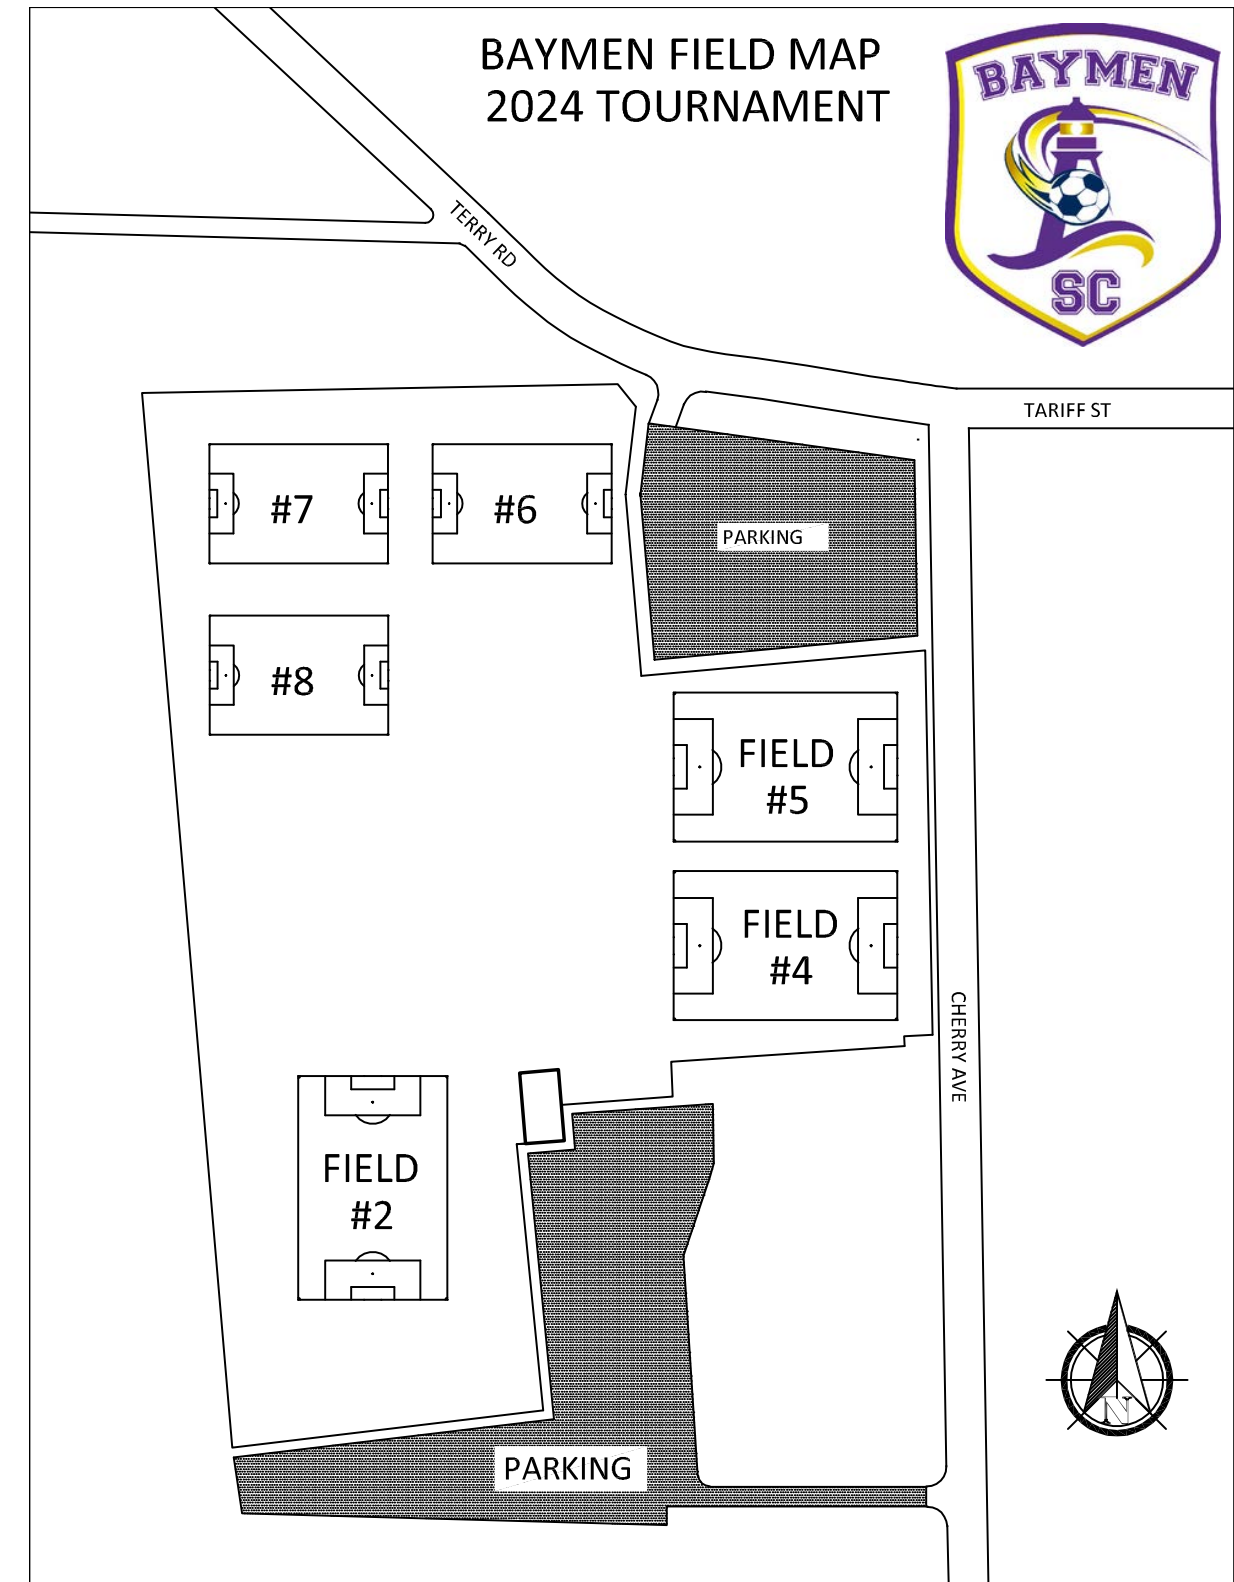 BAYMEN FIELD MAP
2024 TOURNAMENT
BAYMEN
SC
TERRY RD
TARIFF ST
#7
#6
PARKING
#8
FIELD
#5
FIELD
#4
CHERRY AVE
FIELD
#2
N
PARKING